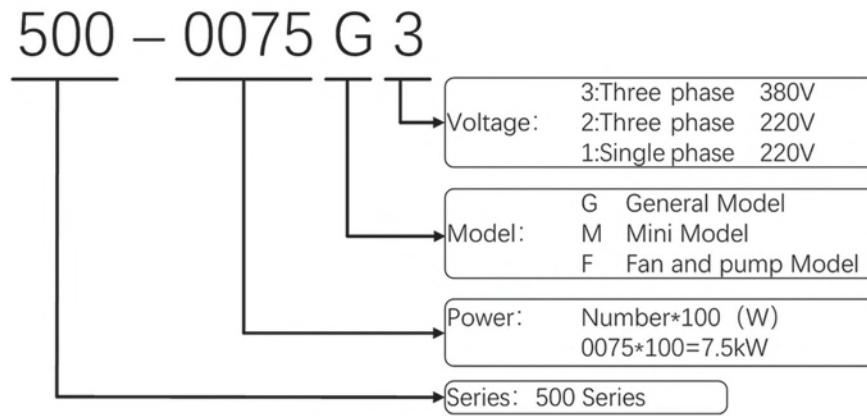 500 – 0075 G 3
Voltage： 3:Three phase 380V
2:Three phase 220V
1:Single phase 220V
Model： G General Model
M Mini Model
F Fan and pump Model
Power： Number*100（W）
0075*100=7.5kW
Series：500 Series